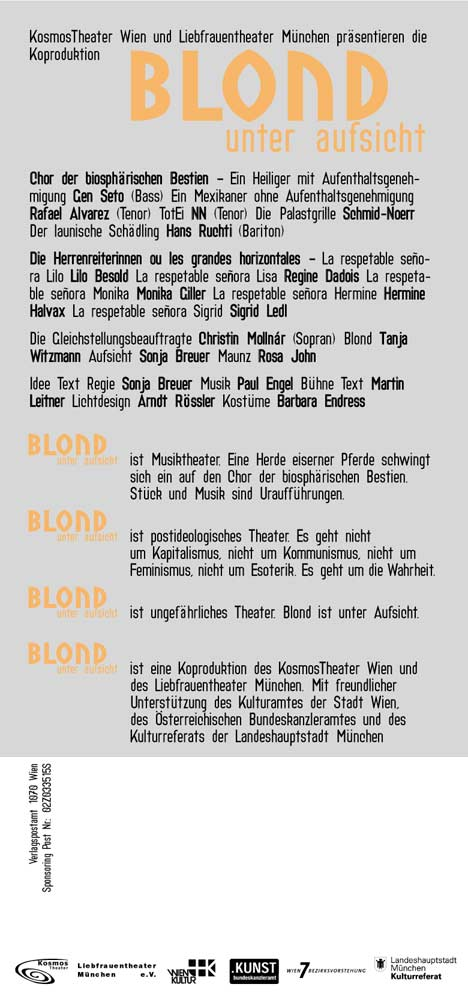 KosmosTheater Wien und Liebfrauentheater München präsentieren die
Koproduktion
BLOND
unter aufsicht
Chor der biosphärischen Bestien – Ein Heiliger mit Aufenthaltsgeneh-
migung Gen Seto (Bass) Ein Mexikaner ohne Aufenthaltsgenehmigung
Rafael Alvarez (Tenor) TotEi NN (Tenor) Die Palastgrille Schmid-Noerr
Der launische Schädling Hans Ruchti (Bariton)
Die Herrenreiterinnen ou les grandes horizontales – La respetable seño-
ra Lilo Lilo Besold La respetable señora Lisa Regine Dadois La respeta-
ble señora Monika Monika Giller La respetable señora Hermine Hermine
Halvax La respetable señora Sigrid Sigrid Ledl
Die Gleichstellungsbeauftragte Christin Mollnár (Sopran) Blond Tanja
Witzmann Aufsicht Sonja Breuer Maunz Rosa John
Idee Text Regie Sonja Breuer Musik Paul Engel Bühne Text Martin
Leitner Lichtdesign Arndt Rössler Kostüme Barbara Endress
BLOND
unter aufsicht
ist Musiktheater. Eine Herde eiserner Pferde schwingt
sich ein auf den Chor der biosphärischen Bestien.
Stück und Musik sind Uraufführungen.
BLOND
unter aufsicht
ist postideologisches Theater. Es geht nicht
um Kapitalismus, nicht um Kommunismus, nicht um
Feminismus, nicht um Esoterik. Es geht um die Wahrheit.
BLOND
unter aufsicht
ist ungefährliches Theater. Blond ist unter Aufsicht.
BLOND
unter aufsicht
ist eine Koproduktion des KosmosTheater Wien und
des Liebfrauentheater München. Mit freundlicher
Unterstützung des Kulturamtes der Stadt Wien,
des Österreichischen Bundeskanzleramtes und des
Kulturreferats der Landeshauptstadt München
Verlagspostamt 1070 Wien
Sponsoring Post Nr.: 02Z033515S
Kosmos
Theater
Liebfrauentheater
München e.V.
WIEN
KULTUR
.KUNST
bundeskanzleramt
WIEN 7 BEZIRKSVORSTEHUNG
Landeshauptstadt
München
Kulturreferat